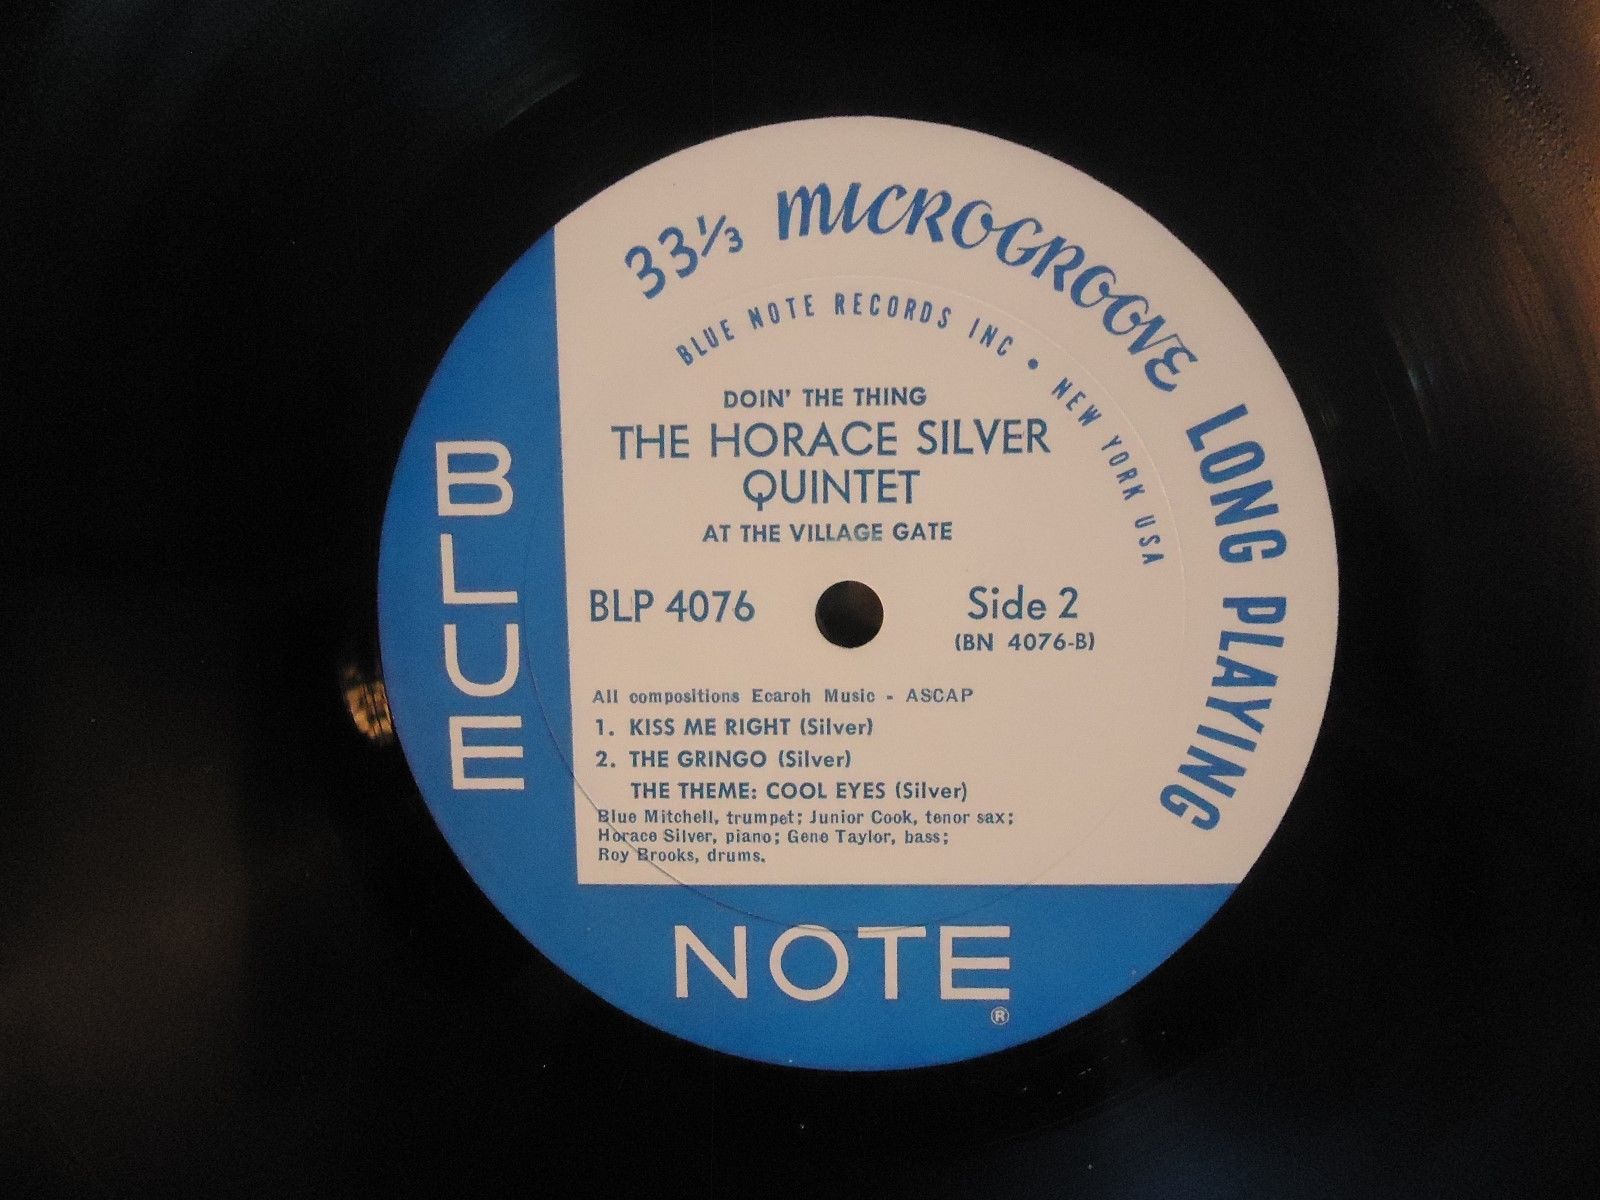 33⅓ MICROGROOVE LONG PLAYING
BLUE NOTE RECORDS INC • NEW YORK USA
DOIN' THE THING
THE HORACE SILVER
QUINTET
AT THE VILLAGE GATE
BLP 4076
Side 2
(BN 4076-B)
All compositions Ecaroh Music - ASCAP
1. KISS ME RIGHT (Silver)
2. THE GRINGO (Silver)
THE THEME: COOL EYES (Silver)
Blue Mitchell, trumpet; Junior Cook, tenor sax;
Horace Silver, piano; Gene Taylor, bass;
Roy Brooks, drums.
BLUE
NOTE
®